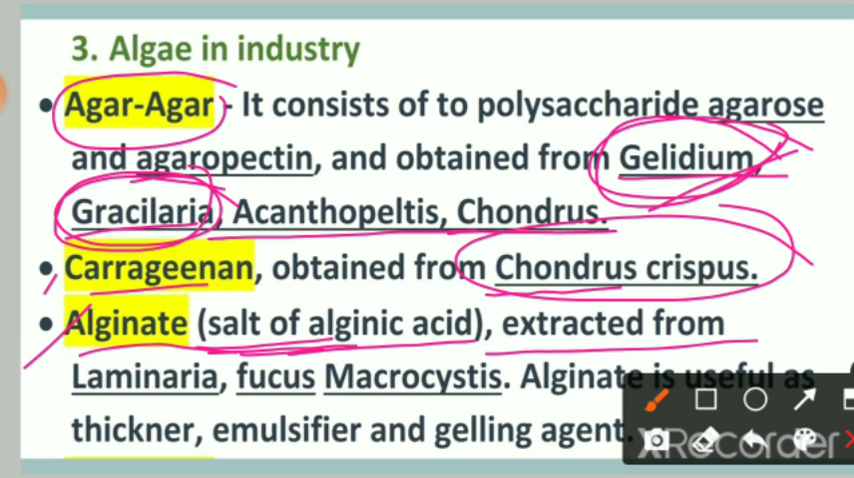 3. Algae in industry
• Agar-Agar - It consists of to polysaccharide agarose
and agaropectin, and obtained from Gelidium,
Gracilaria, Acanthopeltis, Chondrus.
• Carrageenan, obtained from Chondrus crispus.
• Alginate (salt of alginic acid), extracted from
Laminaria, fucus Macrocystis. Alginate is useful as
thickner, emulsifier and gelling agent.
XRecorder